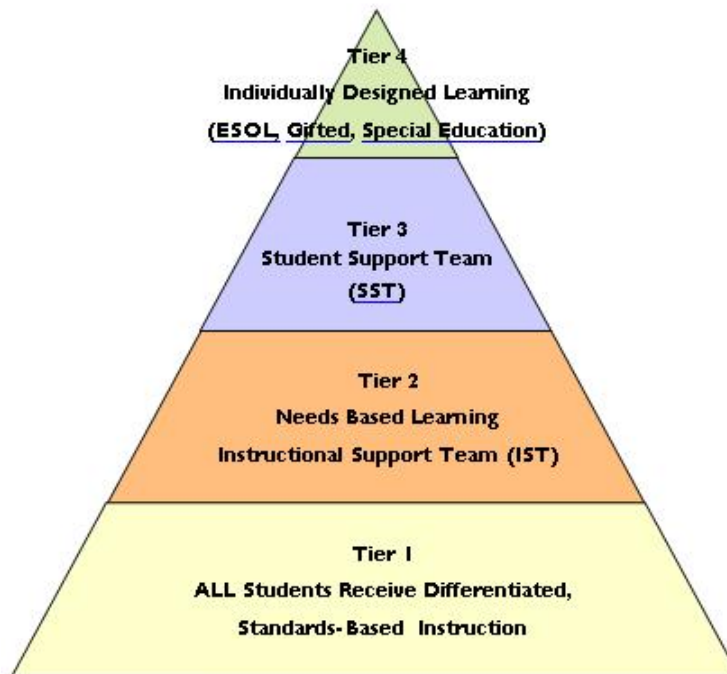 Tier 4
Individually Designed Learning
(ESOL, Gifted, Special Education)
Tier 3
Student Support Team
(SST)
Tier 2
Needs Based Learning
Instructional Support Team (IST)
Tier 1
ALL Students Receive Differentiated,
Standards-Based Instruction